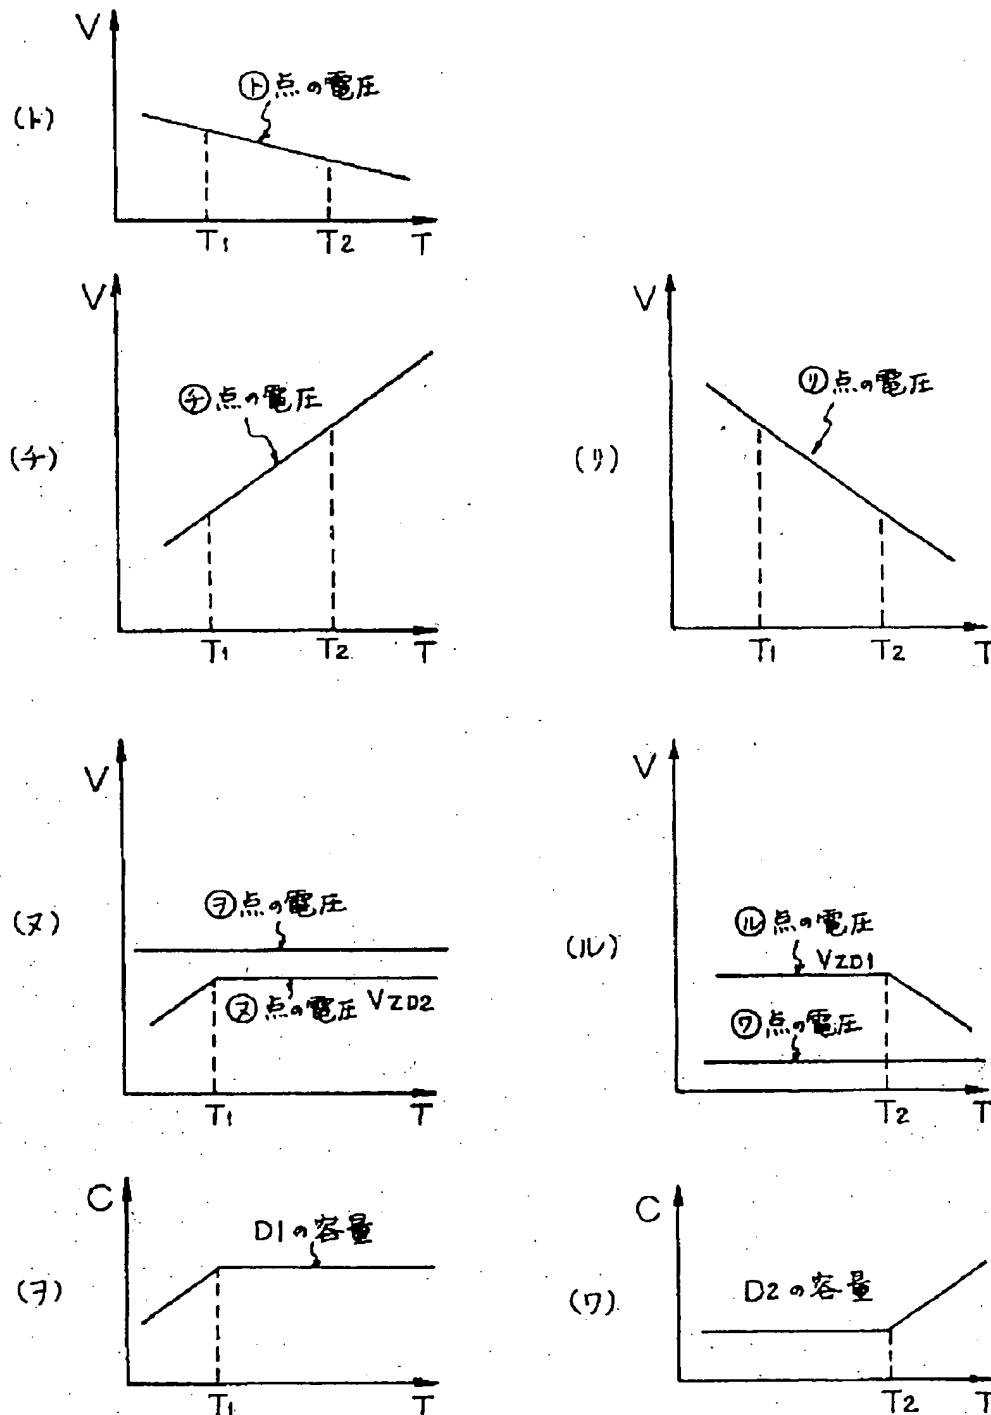 V
(ト)
㋣点の電圧
T1 T2 T
V
(チ)
㋠点の電圧
T1 T2 T
V
(リ)
㋷点の電圧
T1 T2 T
V
(ヌ)
㋾点の電圧
㋦点の電圧 VZD2
T1 T
V
(ル)
㋸点の電圧
VZD1
㋻点の電圧
T2 T
C
(ヲ)
D1の容量
T1 T
C
(ワ)
D2の容量
T2 T